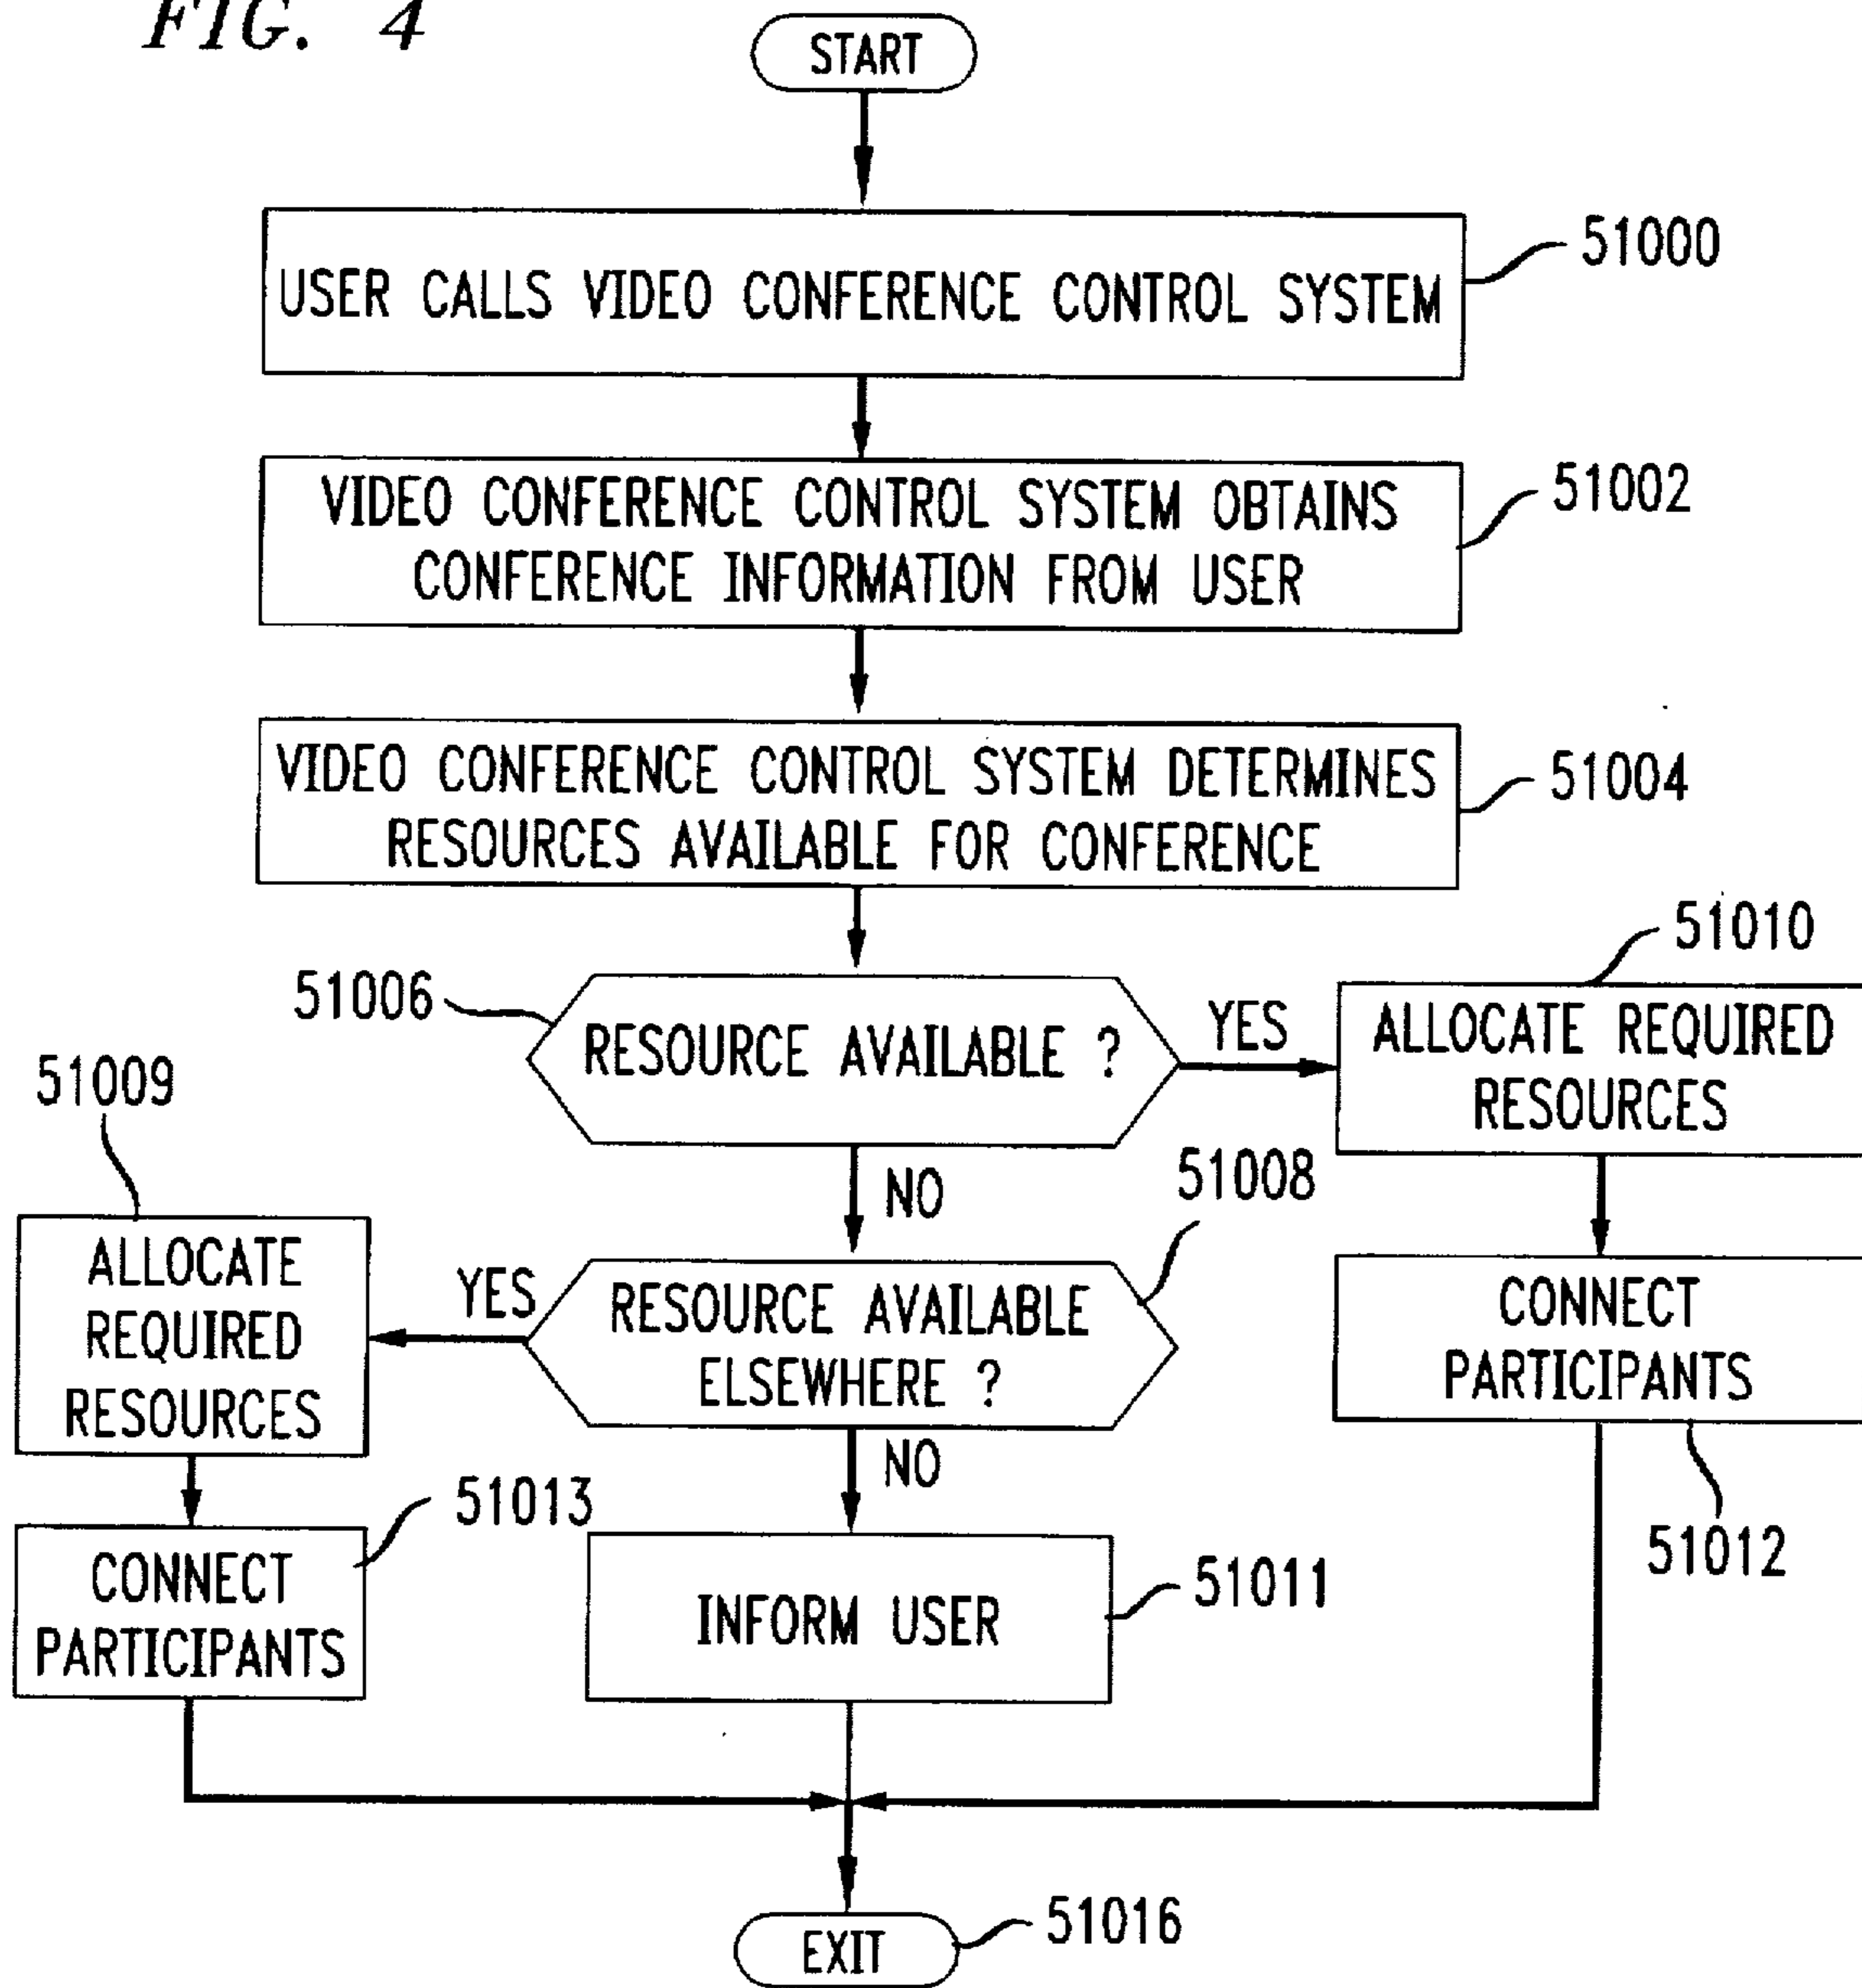 FIG. 4
START
USER CALLS VIDEO CONFERENCE CONTROL SYSTEM
51000
VIDEO CONFERENCE CONTROL SYSTEM OBTAINS
CONFERENCE INFORMATION FROM USER
51002
VIDEO CONFERENCE CONTROL SYSTEM DETERMINES
RESOURCES AVAILABLE FOR CONFERENCE
51004
51006
RESOURCE AVAILABLE ?
YES
51010
ALLOCATE REQUIRED
RESOURCES
NO
51008
RESOURCE AVAILABLE
ELSEWHERE ?
YES
51009
ALLOCATE
REQUIRED
RESOURCES
CONNECT
PARTICIPANTS
51012
NO
51013
CONNECT
PARTICIPANTS
INFORM USER
51011
EXIT
51016